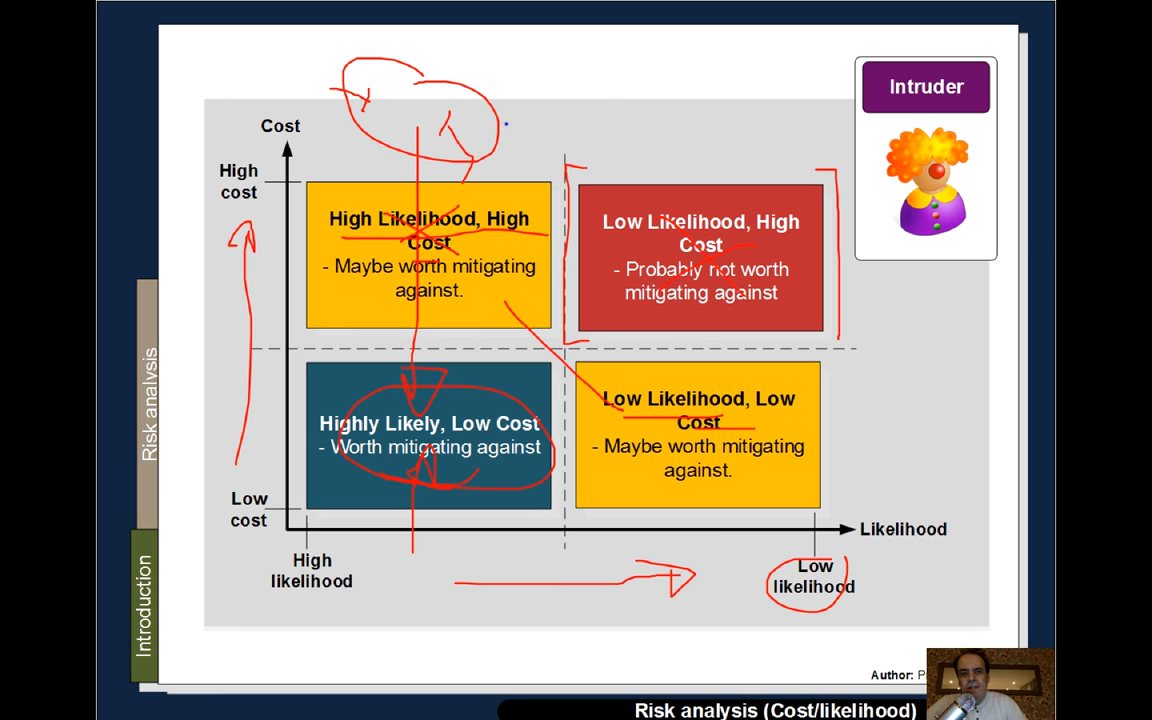 Intruder
Cost
High
cost
High Likelihood, High
Cost
- Maybe worth mitigating
against.
Low Likelihood, High
Cost
- Probably not worth
mitigating against
Highly Likely, Low Cost
- Worth mitigating against
Low Likelihood, Low
Cost
- Maybe worth mitigating
against.
Low
cost
Likelihood
High
likelihood
Low
likelihood
Risk analysis
Introduction
Author:
Risk analysis (Cost/likelihood)